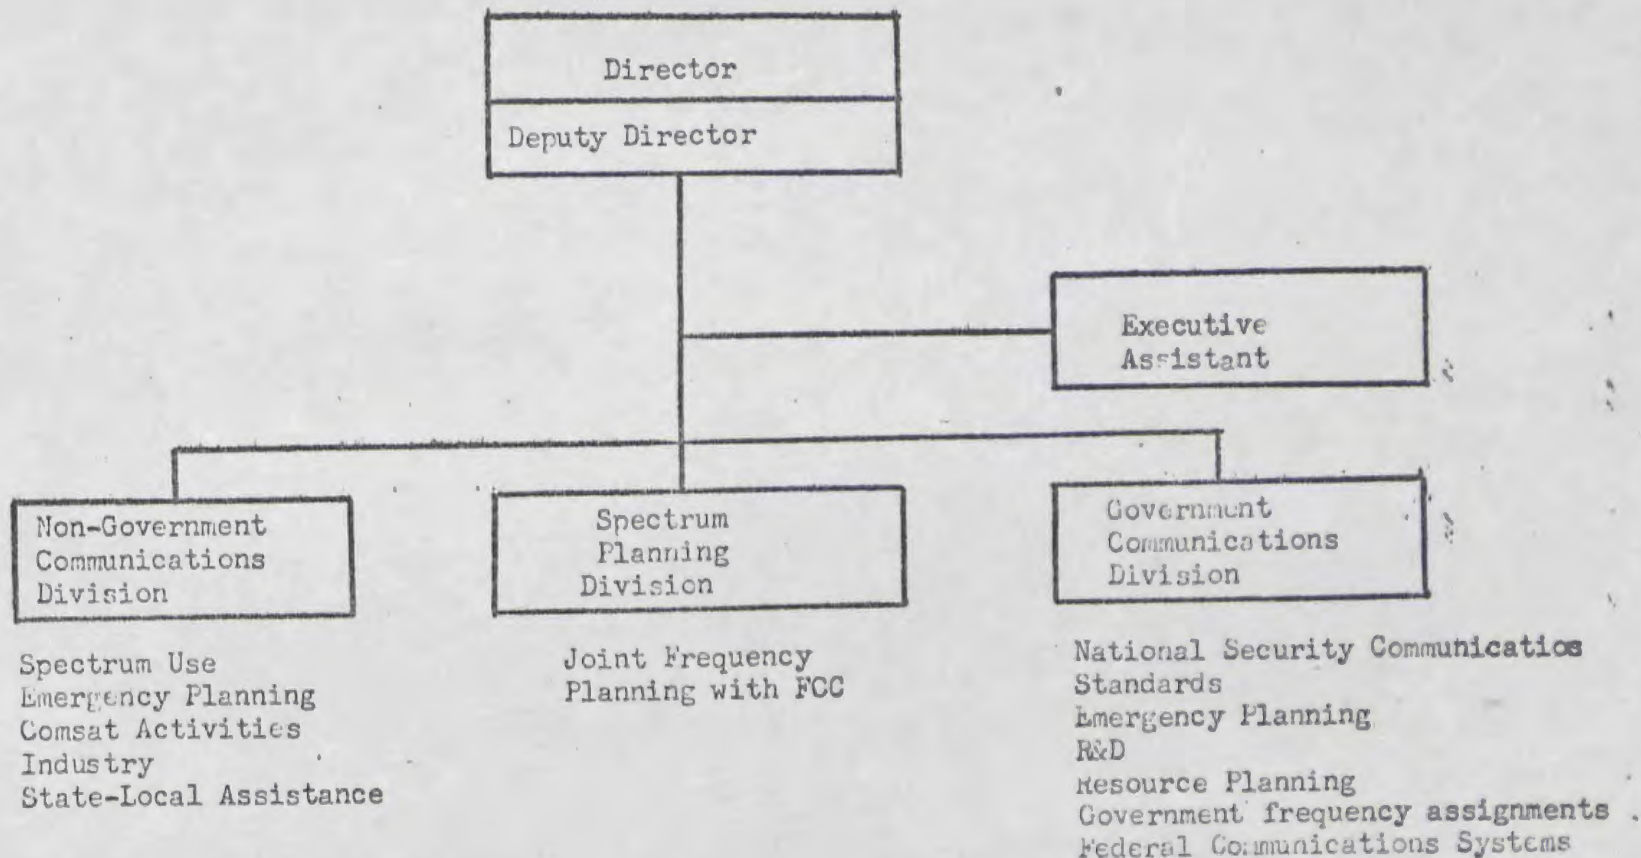 Director
Deputy Director
Executive
Assistant
Non-Government
Communications
Division
Spectrum
Planning
Division
Government
Communications
Division
Spectrum Use
Emergency Planning
Comsat Activities
Industry
State-Local Assistance
Joint Frequency
Planning with FCC
National Security Communicatios
Standards
Emergency Planning
R&D
Resource Planning
Government frequency assignments
Federal Communications Systems